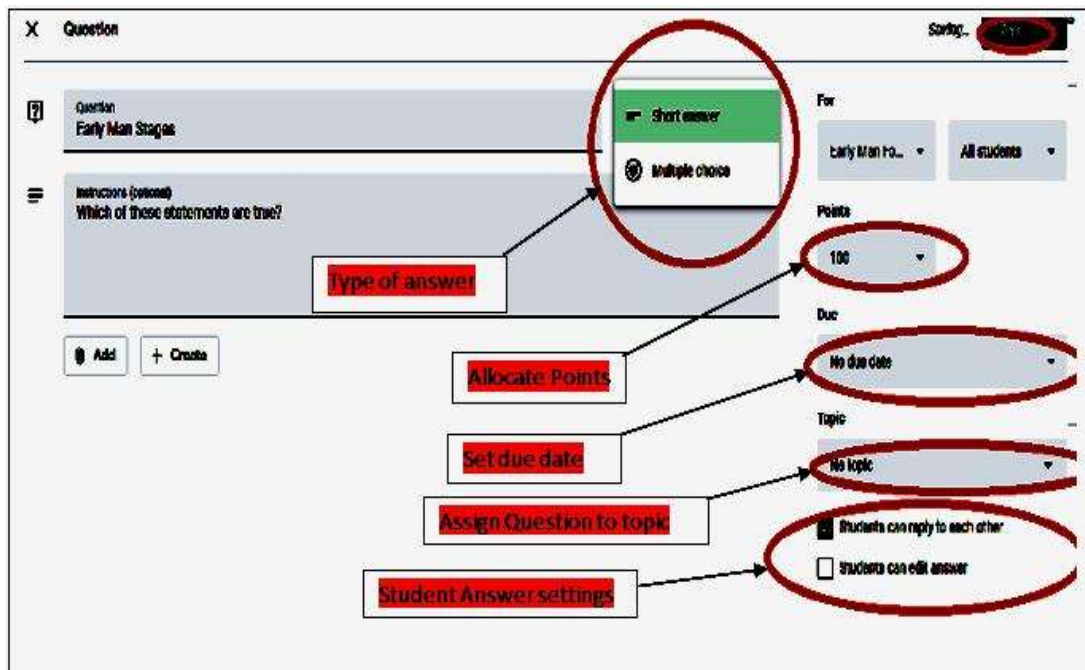 X Question
Saving...
Question
Early Man Stages
Short answer
Multiple choice
For
Early Man Fo...
All students
Instructions (optional)
Which of these statements are true?
Points
100
Type of answer
Due
No due date
Add
+ Create
Allocate Points
Topic
No topic
Set due date
Assign Question to topic
Students can reply to each other
Students can edit answer
Student Answer settings